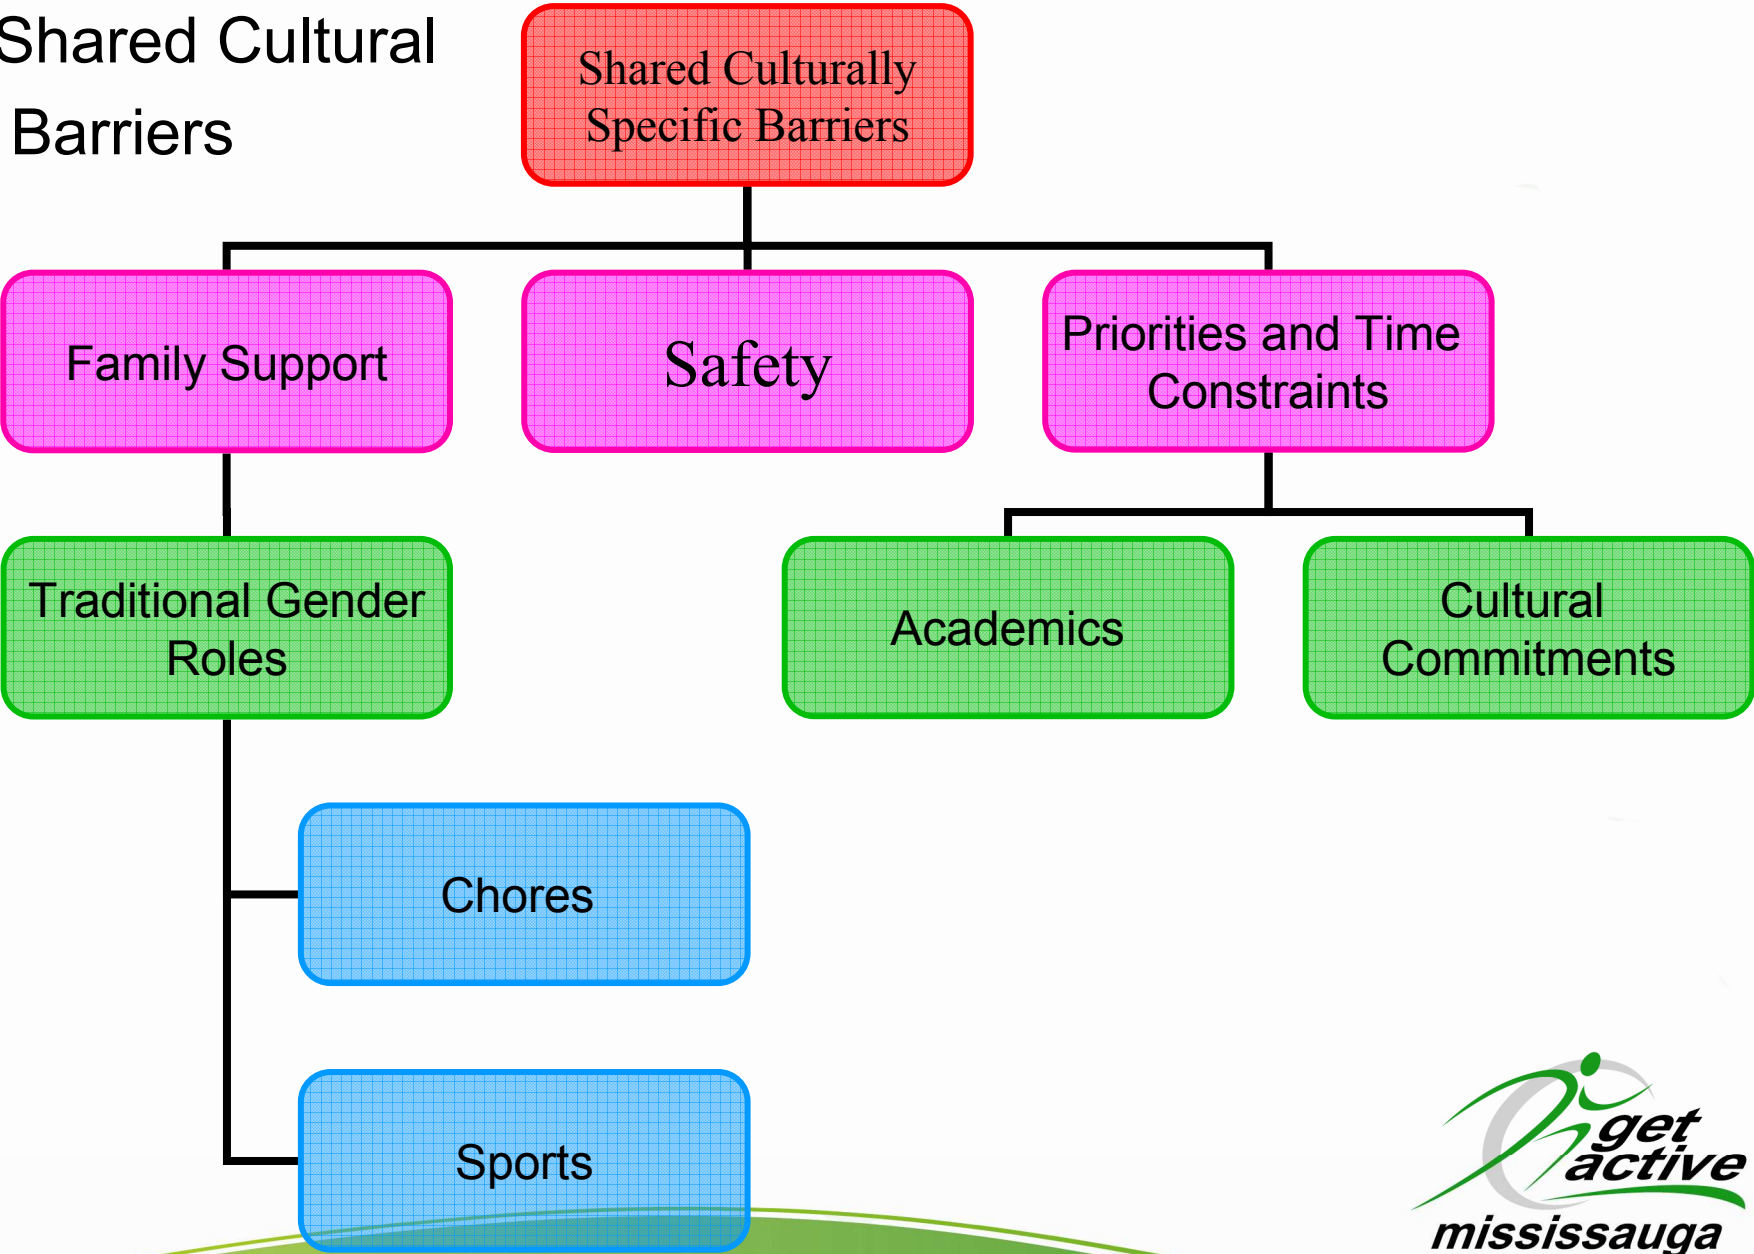 Shared Cultural
Barriers
Shared Culturally
Specific Barriers
Family Support
Safety
Priorities and Time
Constraints
Traditional Gender
Roles
Academics
Cultural
Commitments
Chores
Sports
get
active
mississauga